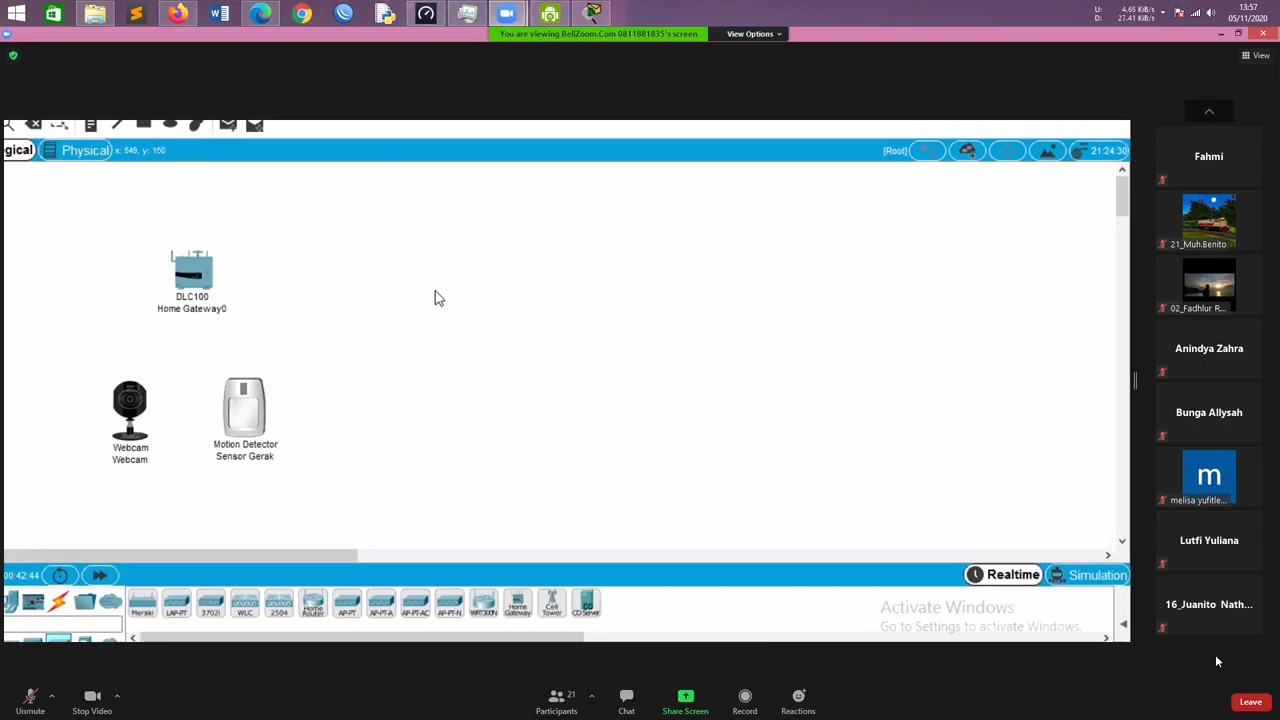 U: 4.65 KiB/s
D: 27.41 KiB/s
13:57
05/11/2020
You are viewing BeliZoom.Com 0811881835's screen
View Options
View
gical
Physical
x: 549, y: 150
[Root]
21:24:30
DLC100
Home Gateway0
Webcam
Webcam
Motion Detector
Sensor Gerak
00:42:44
Realtime
Simulation
Meraki
LAP-PT
3702i
WLC
2504
Home Router
AP-PT
AP-PT-A
AP-PT-AC
AP-PT-N
WRT300N
Home Gateway
Cell Tower
CO Server
Activate Windows
Go to Settings to activate Windows.
Fahmi
21_Muh.Benito
02_Fadhlur R...
Anindya Zahra
Bunga Allysah
m
melisa yufitle...
Lutfi Yuliana
16_Juanito Nath...
Unmute
Stop Video
21
Participants
Chat
Share Screen
Record
Reactions
Leave